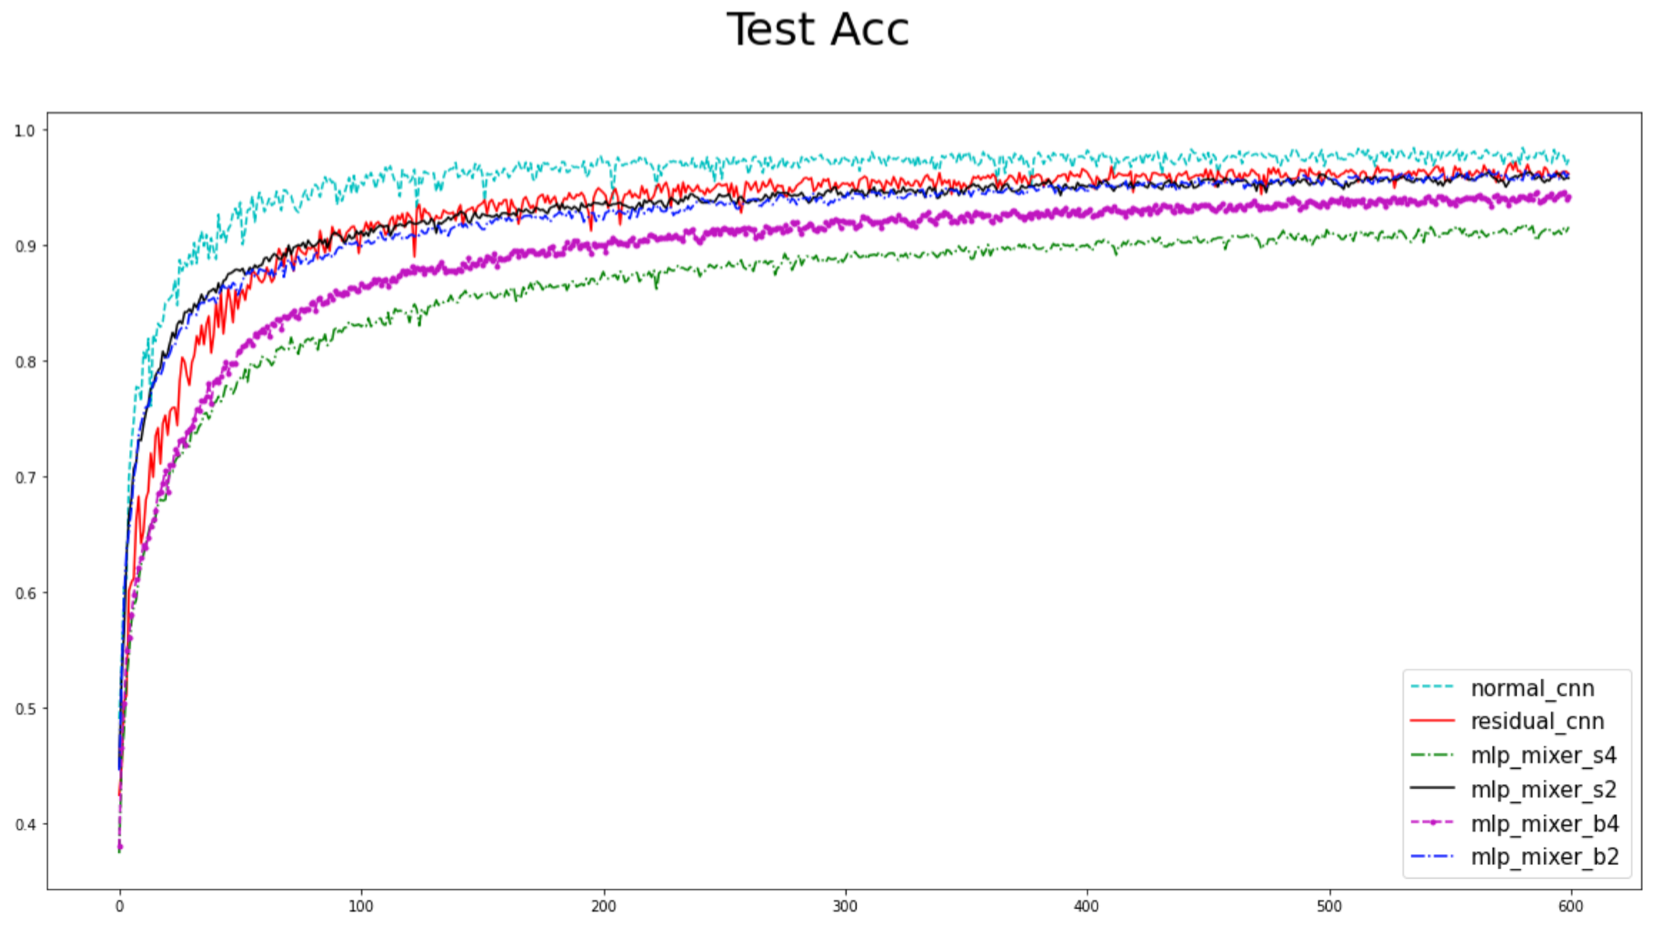 Test Acc
1.0
0.9
0.8
0.7
0.6
0.5
0.4
0 100 200 300 400 500 600
normal_cnn
residual_cnn
mlp_mixer_s4
mlp_mixer_s2
mlp_mixer_b4
mlp_mixer_b2